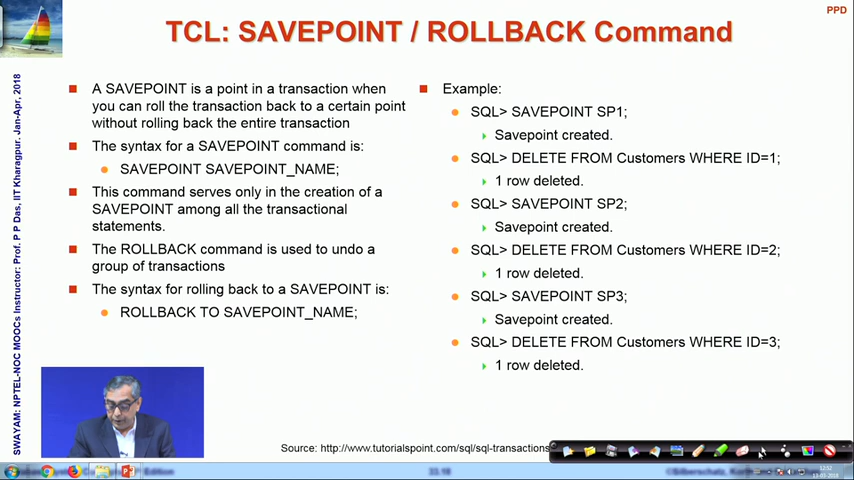 PPD
TCL: SAVEPOINT / ROLLBACK Command
SWAYAM: NPTEL-NOC MOOCs Instructor: Prof. P P Das, IIT Kharagpur. Jan-Apr, 2018
A SAVEPOINT is a point in a transaction when
you can roll the transaction back to a certain point
without rolling back the entire transaction
The syntax for a SAVEPOINT command is:
SAVEPOINT SAVEPOINT_NAME;
This command serves only in the creation of a
SAVEPOINT among all the transactional
statements.
The ROLLBACK command is used to undo a
group of transactions
The syntax for rolling back to a SAVEPOINT is:
ROLLBACK TO SAVEPOINT_NAME;
Example:
SQL> SAVEPOINT SP1;
Savepoint created.
SQL> DELETE FROM Customers WHERE ID=1;
1 row deleted.
SQL> SAVEPOINT SP2;
Savepoint created.
SQL> DELETE FROM Customers WHERE ID=2;
1 row deleted.
SQL> SAVEPOINT SP3;
Savepoint created.
SQL> DELETE FROM Customers WHERE ID=3;
1 row deleted.
Source: http://www.tutorialspoint.com/sql/sql-transactions
Edition
33.18
12:52